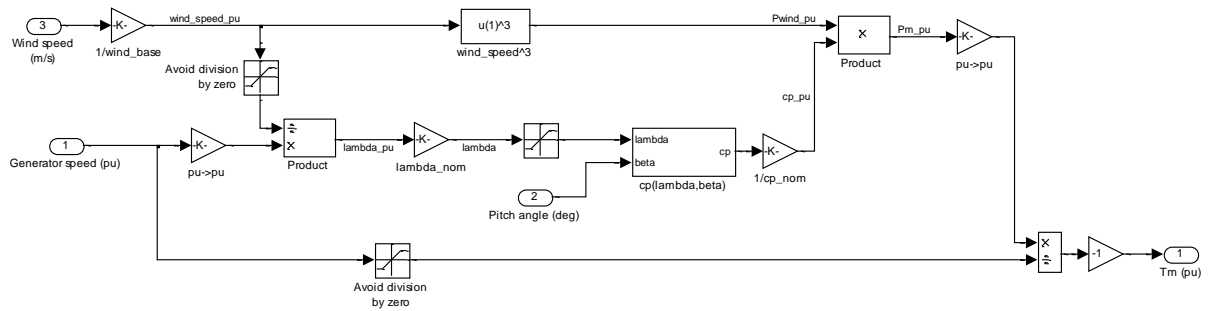 3
Wind speed
(m/s)
-K-
1/wind_base
wind_speed_pu
u(1)^3
wind_speed^3
Pwind_pu
×
Product
Pm_pu
-K-
pu->pu
Avoid division
by zero
cp_pu
1
Generator speed (pu)
-K-
pu->pu
÷
×
Product
lambda_pu
-K-
lambda_nom
lambda
lambda
beta
cp
cp(lambda,beta)
-K-
1/cp_nom
2
Pitch angle (deg)
Avoid division
by zero
×
÷
-1
1
Tm (pu)